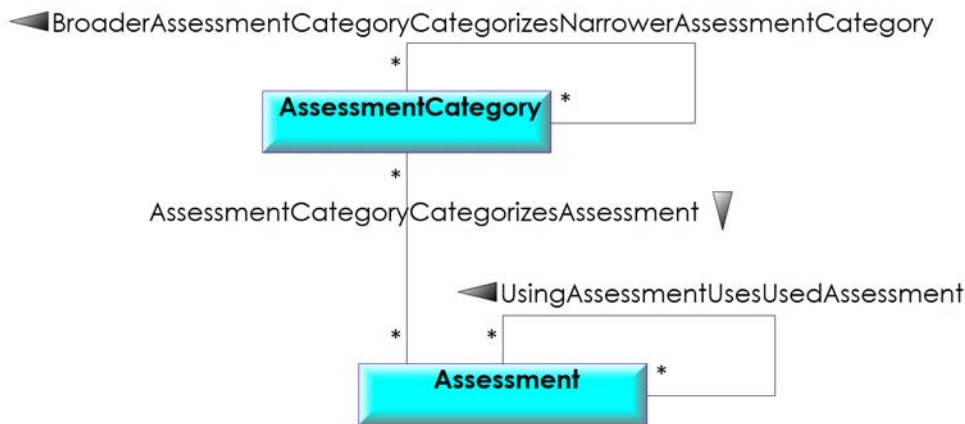 BroaderAssessmentCategoryCategorizesNarrowerAssessmentCategory
*
*
AssessmentCategory
*
AssessmentCategoryCategorizesAssessment
UsingAssessmentUsesUsedAssessment
*
*
*
Assessment